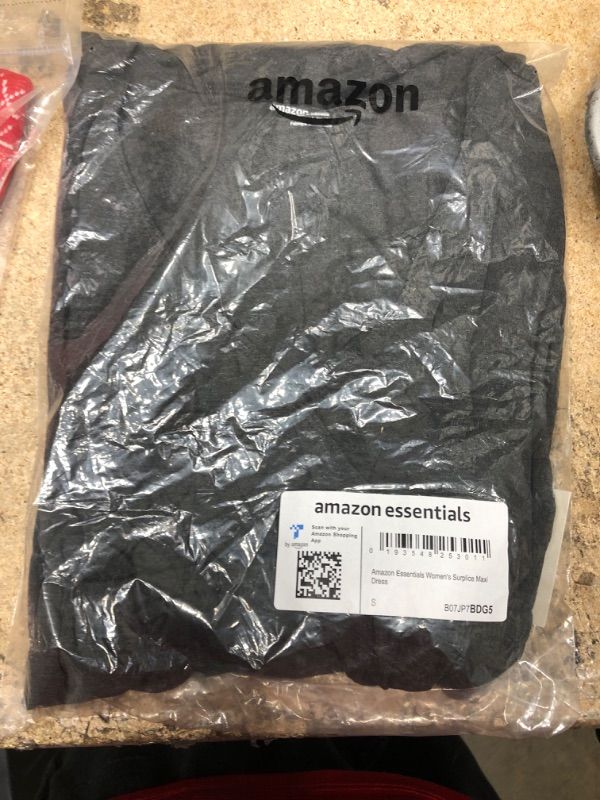 amazon
amazon
amazon essentials
Scan with your
Amazon Shopping
App
by amazon
0 193548 253011
Amazon Essentials Women's Surplice Maxi
Dress
S
B07JP7BDG5